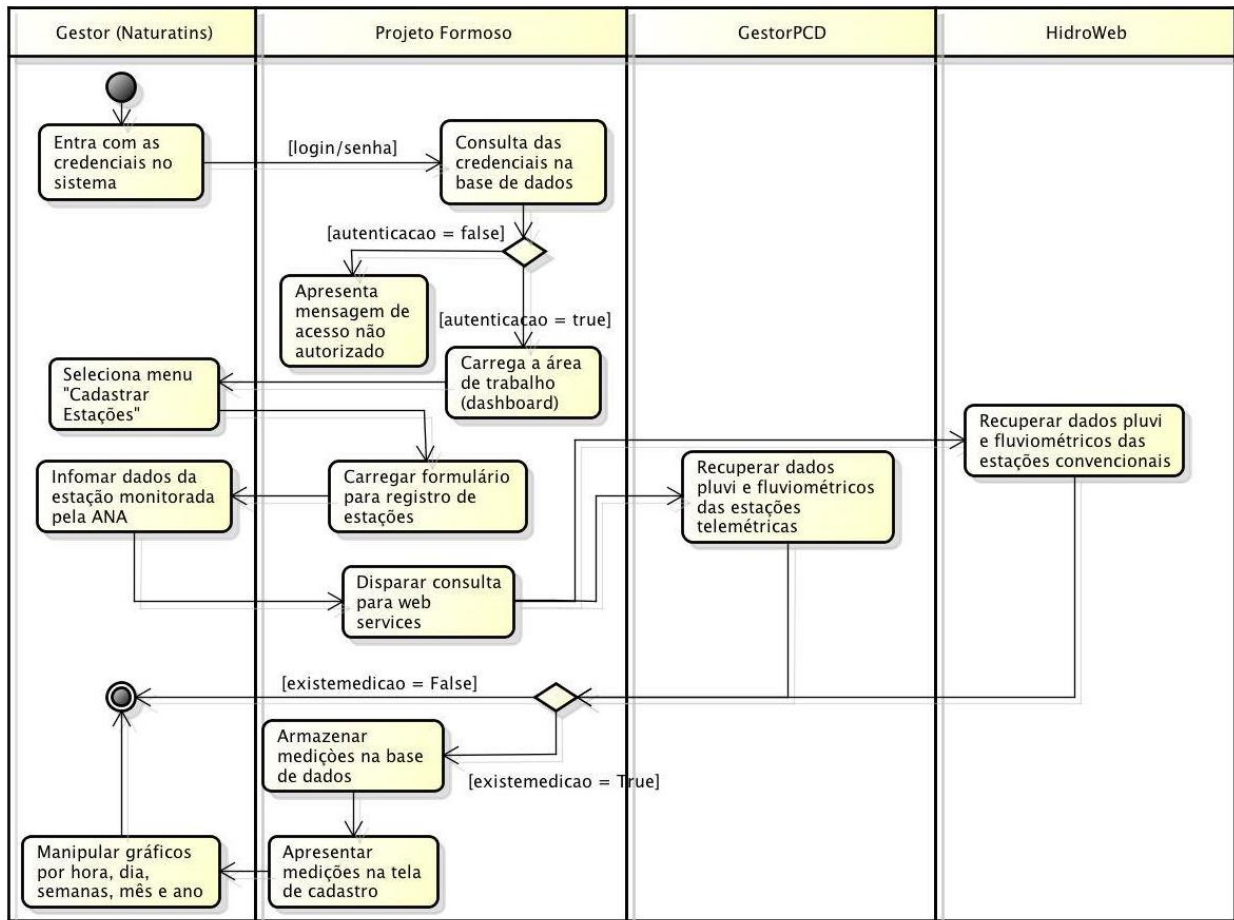 Gestor (Naturatins)
Projeto Formoso
GestorPCD
HidroWeb
Entra com as
credenciais no
sistema
[login/senha]
Consulta das
credenciais na
base de dados
[autenticacao = false]
Apresenta
mensagem de
acesso não
autorizado
[autenticacao = true]
Carrega a área
de trabalho
(dashboard)
Seleciona menu
"Cadastrar
Estações"
Carregar formulário
para registro de
estações
Infomar dados da
estação monitorada
pela ANA
Disparar consulta
para web
services
Recuperar dados
pluvi e fluviométricos
das estações
telemétricas
Recuperar dados pluvi
e fluviométricos das
estações convencionais
[existemedicao = False]
[existemedicao = True]
Armazenar
mediçòes na base
de dados
Apresentar
medições na tela
de cadastro
Manipular gráficos
por hora, dia,
semanas, mês e ano